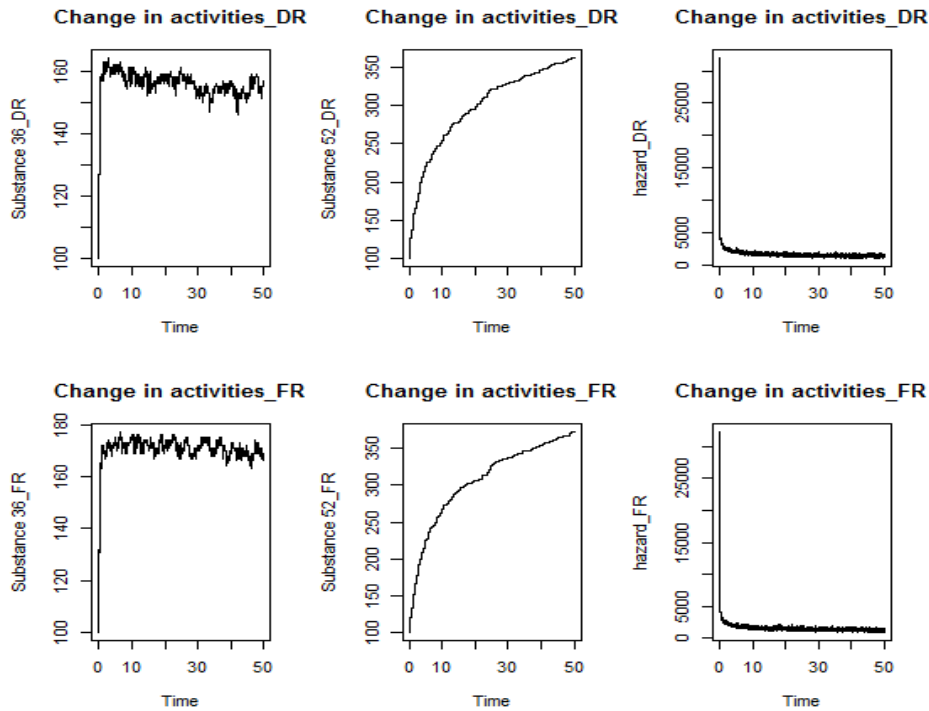 Change in activities_DR
Substance 36_DR
100 120 140 160
0 10 30 50
Time
Change in activities_DR
Substance 52_DR
100 150 200 250 300 350
0 10 30 50
Time
Change in activities_DR
hazard_DR
0 5000 15000 25000
0 10 30 50
Time
Change in activities_FR
Substance 36_FR
100 120 140 160 180
0 10 30 50
Time
Change in activities_FR
Substance 52_FR
100 150 200 250 300 350
0 10 30 50
Time
Change in activities_FR
hazard_FR
0 5000 15000 25000
0 10 30 50
Time